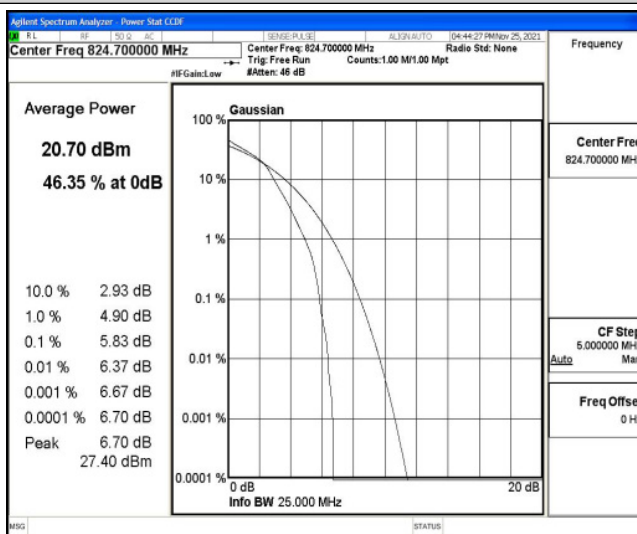 Agilent Spectrum Analyzer - Power Stat CCDF
RL RF 50 Ω AC SENSE:PULSE ALIGN AUTO 04:44:27 PM Nov 25, 2021
Center Freq 824.700000 MHz
Center Freq: 824.700000 MHz Radio Std: None
Trig: Free Run Counts:1.00 M/1.00 Mpt
#IFGain:Low #Atten: 46 dB
Frequency
Average Power
20.70 dBm
46.35 % at 0dB
10.0 % 2.93 dB
1.0 % 4.90 dB
0.1 % 5.83 dB
0.01 % 6.37 dB
0.001 % 6.67 dB
0.0001 % 6.70 dB
Peak 6.70 dB
27.40 dBm
Gaussian
100 %
10 %
1 %
0.1 %
0.01 %
0.001 %
0.0001 %
0 dB 20 dB
Info BW 25.000 MHz
Center Fre
824.700000 MH
CF Step
5.000000 MH
Auto Ma
Freq Offse
0 H
MSG STATUS